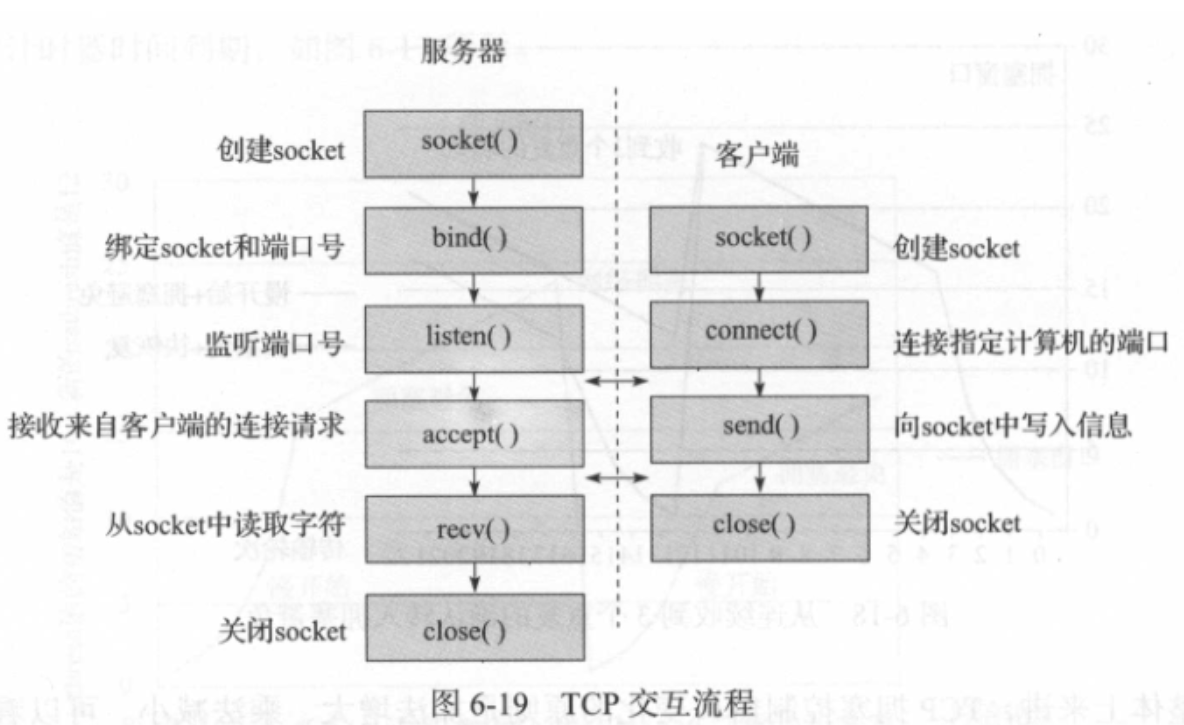 服务器
创建socket
socket( )
客户端
绑定socket和端口号
bind( )
socket( )
创建socket
监听端口号
listen( )
connect( )
连接指定计算机的端口
接收来自客户端的连接请求
accept( )
send( )
向socket中写入信息
从socket中读取字符
recv( )
close( )
关闭socket
关闭socket
close( )
图 6-19 TCP 交互流程